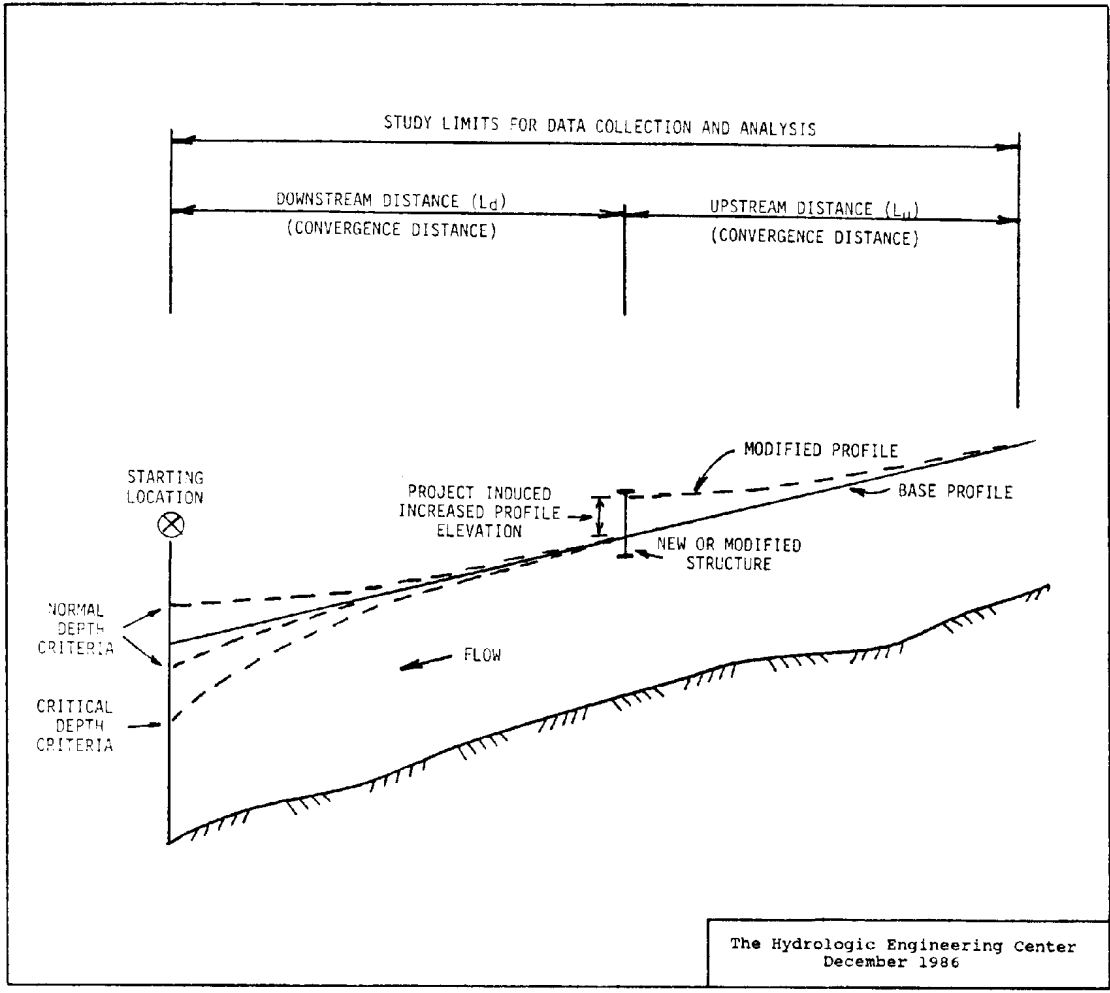 STUDY LIMITS FOR DATA COLLECTION AND ANALYSIS
DOWNSTREAM DISTANCE (Ld)
(CONVERGENCE DISTANCE)
UPSTREAM DISTANCE (Lu)
(CONVERGENCE DISTANCE)
STARTING
LOCATION
PROJECT INDUCED
INCREASED PROFILE
ELEVATION
MODIFIED PROFILE
BASE PROFILE
NEW OR MODIFIED
STRUCTURE
NORMAL
DEPTH
CRITERIA
FLOW
CRITICAL
DEPTH
CRITERIA
The Hydrologic Engineering Center
December 1986